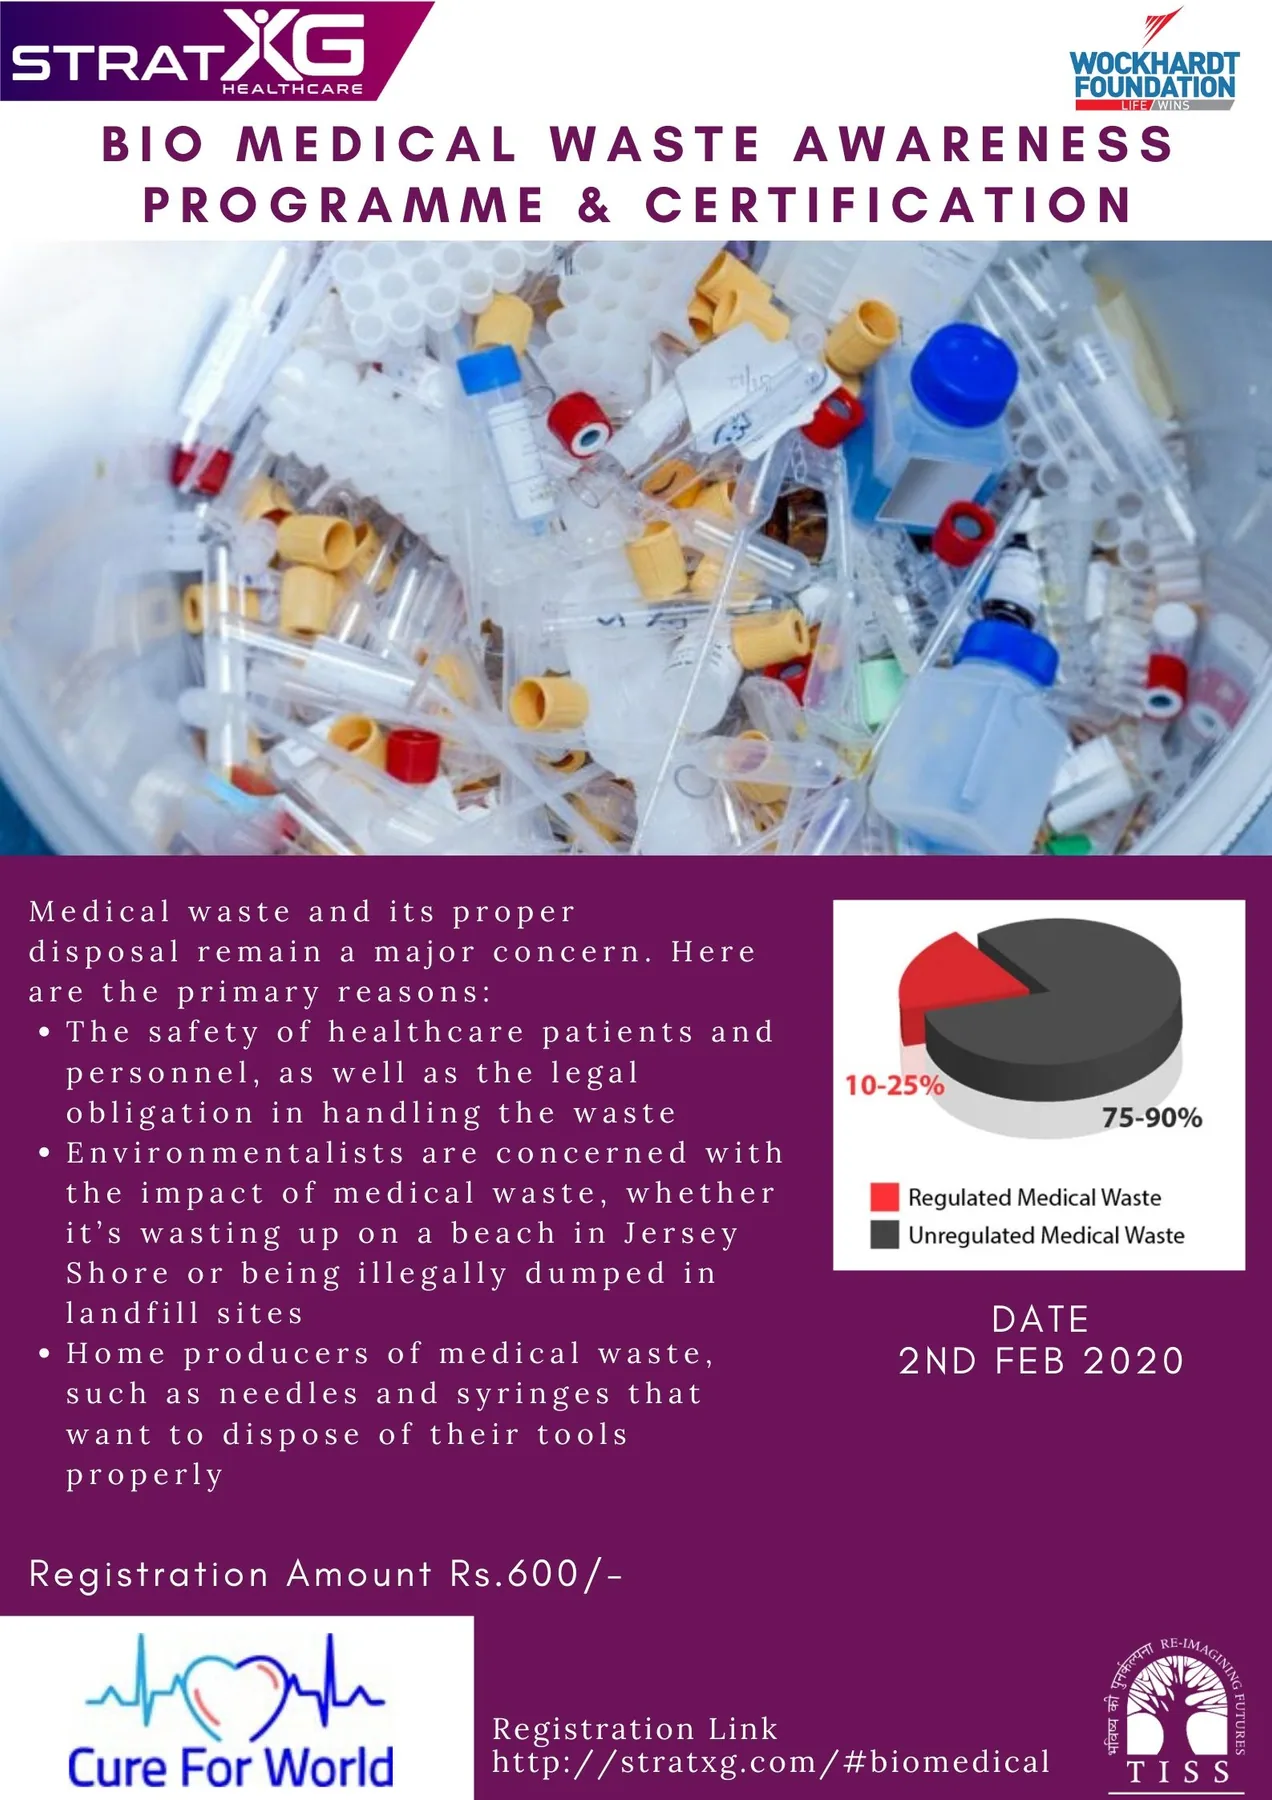 STRATXG
HEALTHCARE
WOCKHARDT
FOUNDATION
LIFE WINS
BIO MEDICAL WASTE AWARENESS
PROGRAMME & CERTIFICATION
Medical waste and its proper
disposal remain a major concern. Here
are the primary reasons:
• The safety of healthcare patients and
personnel, as well as the legal
obligation in handling the waste
• Environmentalists are concerned with
the impact of medical waste, whether
it’s wasting up on a beach in Jersey
Shore or being illegally dumped in
landfill sites
• Home producers of medical waste,
such as needles and syringes that
want to dispose of their tools
properly
10-25%
75-90%
Regulated Medical Waste
Unregulated Medical Waste
DATE
2ND FEB 2020
Registration Amount Rs.600/-
Cure For World
Registration Link
http://stratxg.com/#biomedical
भविष्य की पुनर्कल्पना RE-IMAGINING FUTURES
TISS